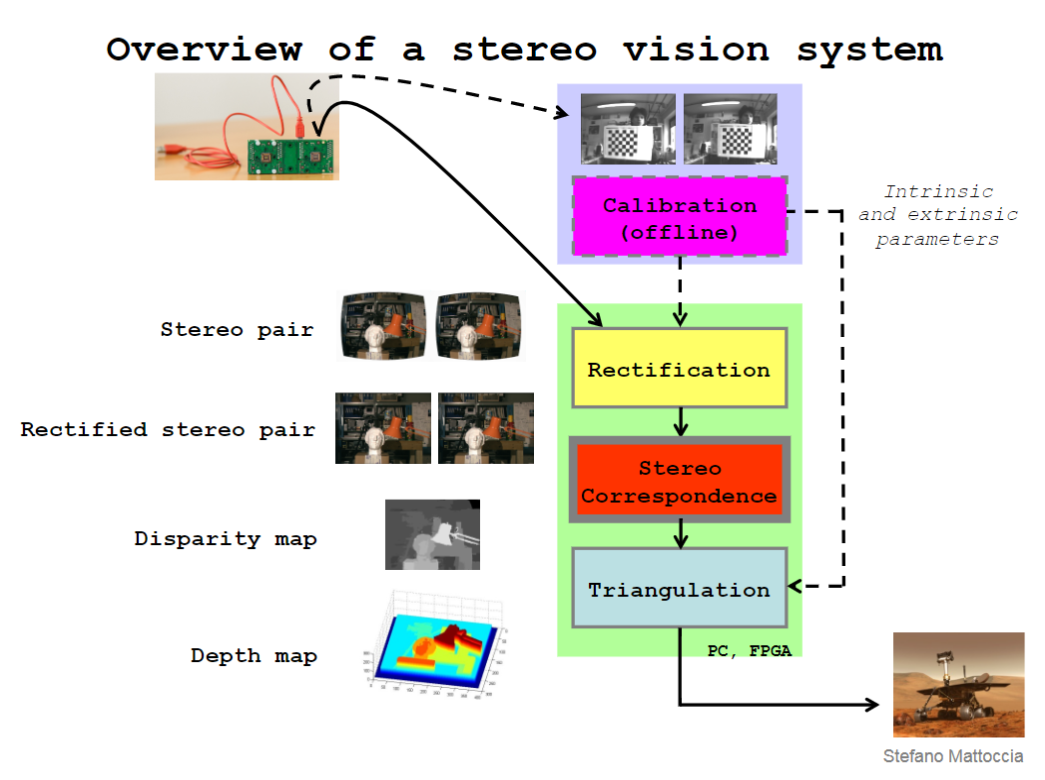 Overview of a stereo vision system
Calibration
(offline)
Intrinsic
and extrinsic
parameters
Stereo pair
Rectification
Rectified stereo pair
Stereo
Correspondence
Disparity map
Triangulation
Depth map
PC, FPGA
Stefano Mattoccia